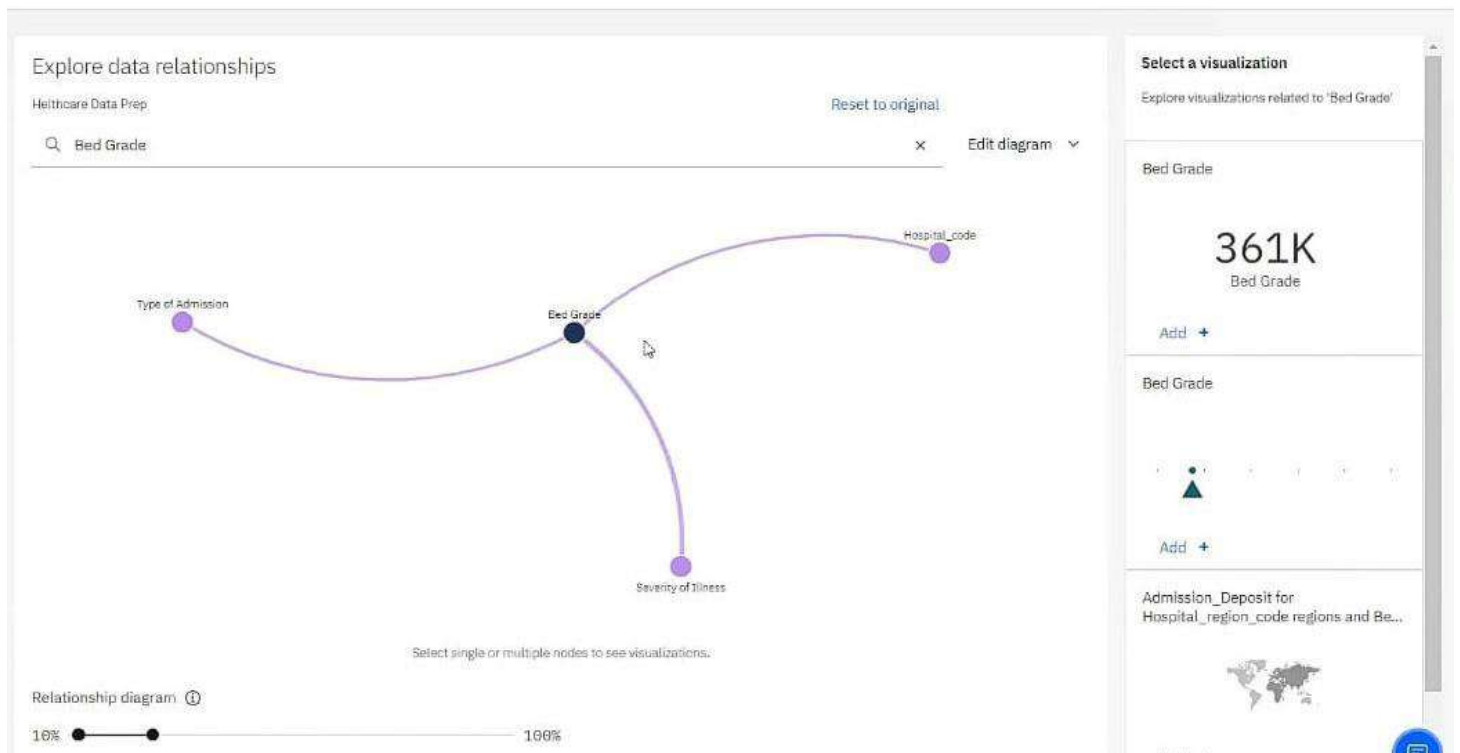 Explore data relationships
Helthcare Data Prep
Reset to original
Bed Grade
Edit diagram
Hospital_code
Type of Admission
Bed Grade
Severity of Illness
Select single or multiple nodes to see visualizations.
Relationship diagram
10%
100%
Select a visualization
Explore visualizations related to 'Bed Grade'
Bed Grade
361K
Bed Grade
Add +
Bed Grade
Add +
Admission_Deposit for
Hospital_region_code regions and Be...